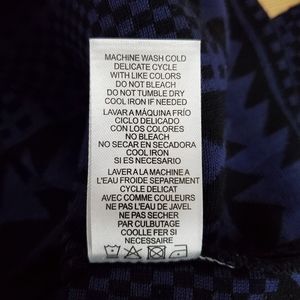 MACHINE WASH COLD
DELICATE CYCLE
WITH LIKE COLORS
DO NOT BLEACH
DO NOT TUMBLE DRY
COOL IRON IF NEEDED
LAVAR A MÁQUINA FRÍO
CICLO DELICADO
CON LOS COLORES
NO BLEACH
NO SECAR EN SECADORA
COOL IRON
SI ES NECESARIO
LAVER A LA MACHINE A
L'EAU FROIDE SEPAREMENT
CYCLE DELICAT
AVEC COMME COULEURS
NE PAS L'EAU DE JAVEL
NE PAS SECHER
PAR CULBUTAGE
COOLLE FER SI
NECESSAIRE